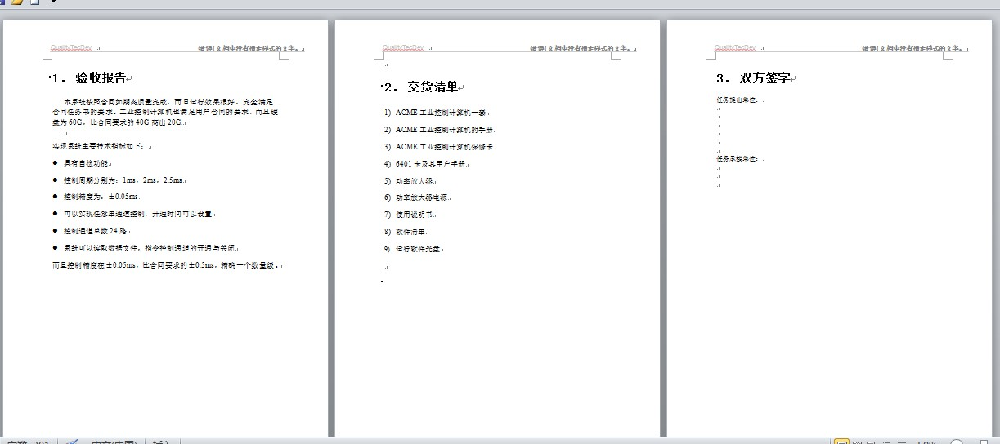 QualityTecDev 错误!文档中没有指定样式的文字。
1. 验收报告
本系统按照合同如期高质量完成，而且运行效果很好，完全满足
合同任务书的要求。工业控制计算机也满足用户合同的要求，而且硬
盘为 60G，比合同要求的 40G 高出 20G.
实现系统主要技术指标如下：
● 具有自检功能
● 控制周期分别为：1ms，2ms，2.5ms
● 控制精度为：±0.05ms
● 可以实现任意单通道控制，开通时间可以设置
● 控制通道总数 24 路
● 系统可以读取数据文件，指令控制通道的开通与关闭
而且控制精度在 ±0.05ms，比合同要求的 ±0.5ms，精确一个数量级。
QualityTecDev 错误!文档中没有指定样式的文字。
2. 交货清单
1) ACME 工业控制计算机一套
2) ACME 工业控制计算机的手册
3) ACME 工业控制计算机保修卡
4) 6401 卡及其用户手册
5) 功率放大器
6) 功率放大器电源
7) 使用说明书
8) 软件清单
9) 运行软件光盘
QualityTecDev 错误!文档中没有指定样式的文字。
3. 双方签字
任务提出单位：
任务承接单位：
字数: 381 中文(中国) 插入 50%